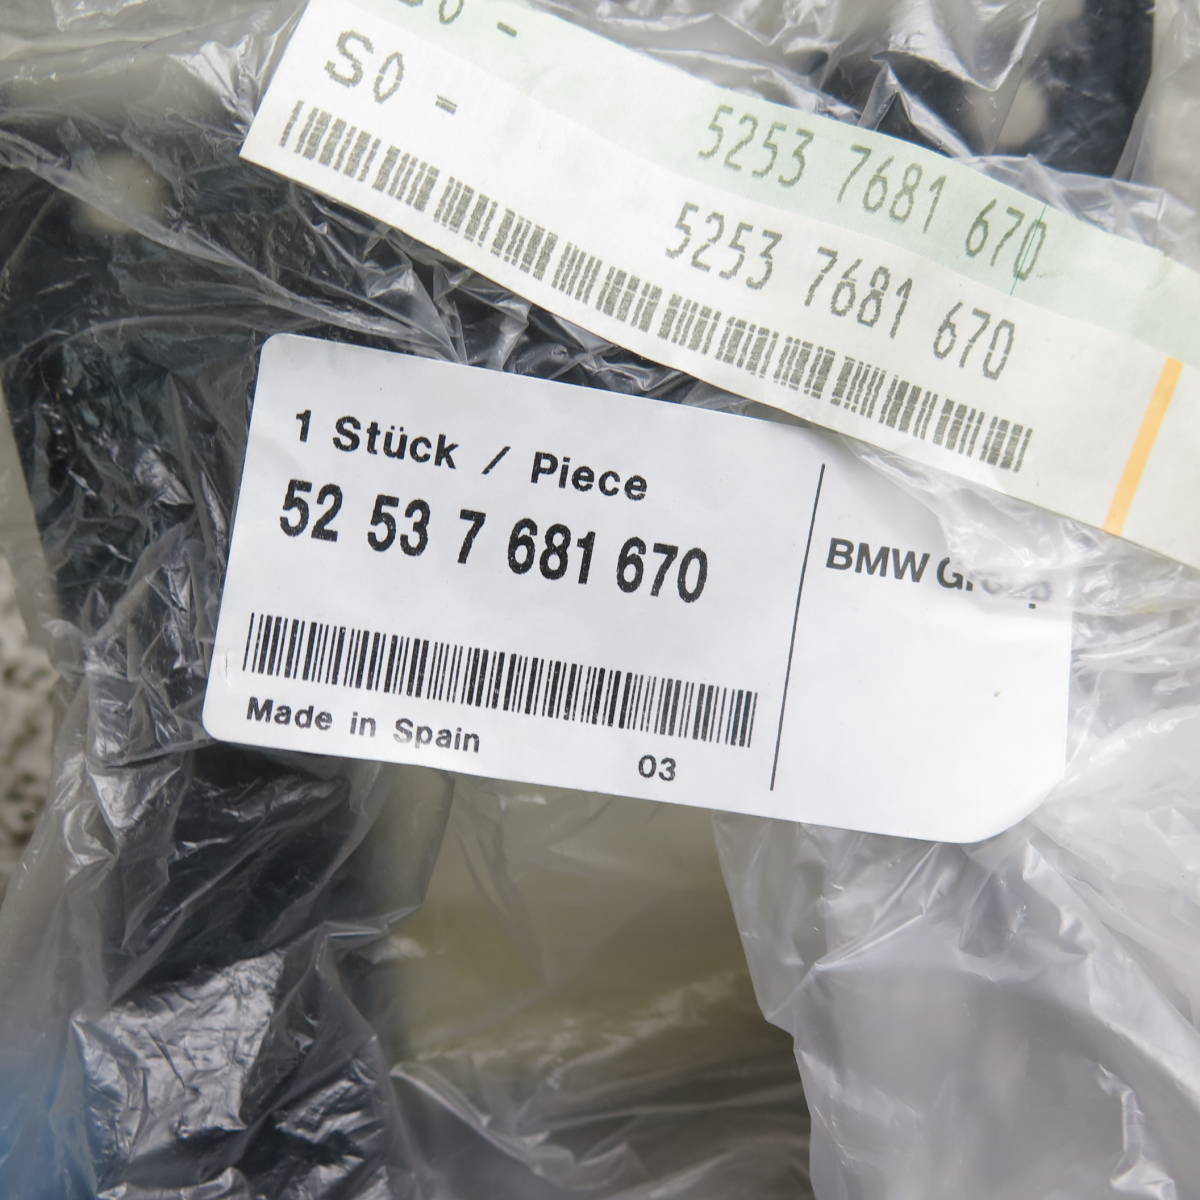 S0 -
5253 7681 670
5253 7681 670
1 Stück / Piece
52 53 7 681 670
BMW Group
Made in Spain
03